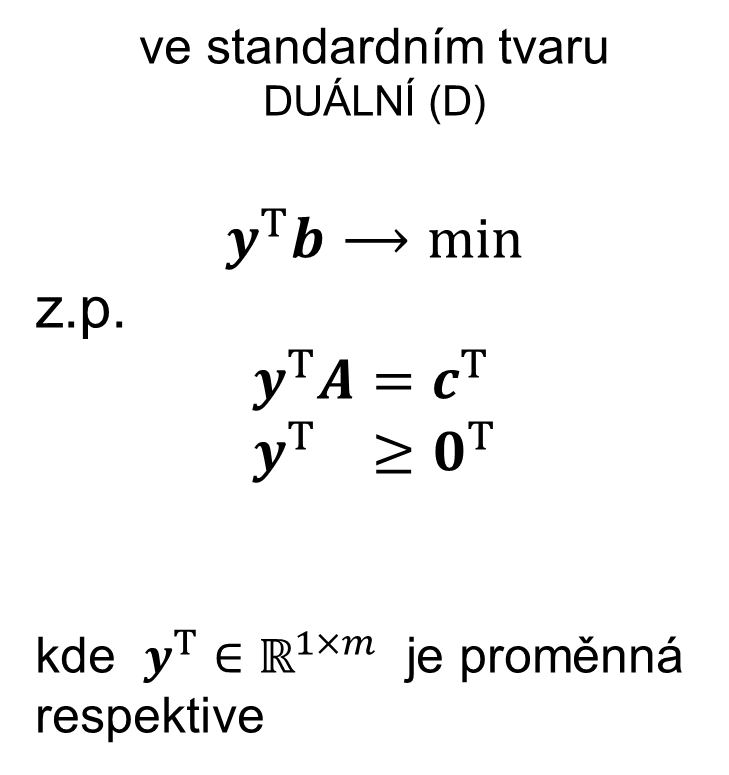 ve standardním tvaru
DUÁLNÍ (D)
𝒚ᵀ𝒃 ⟶ min
z.p.
𝒚ᵀ𝑨 = 𝒄ᵀ
𝒚ᵀ ≥ 𝟎ᵀ
kde 𝒚ᵀ ∈ ℝ¹ˣᵐ je proměnná
respektive